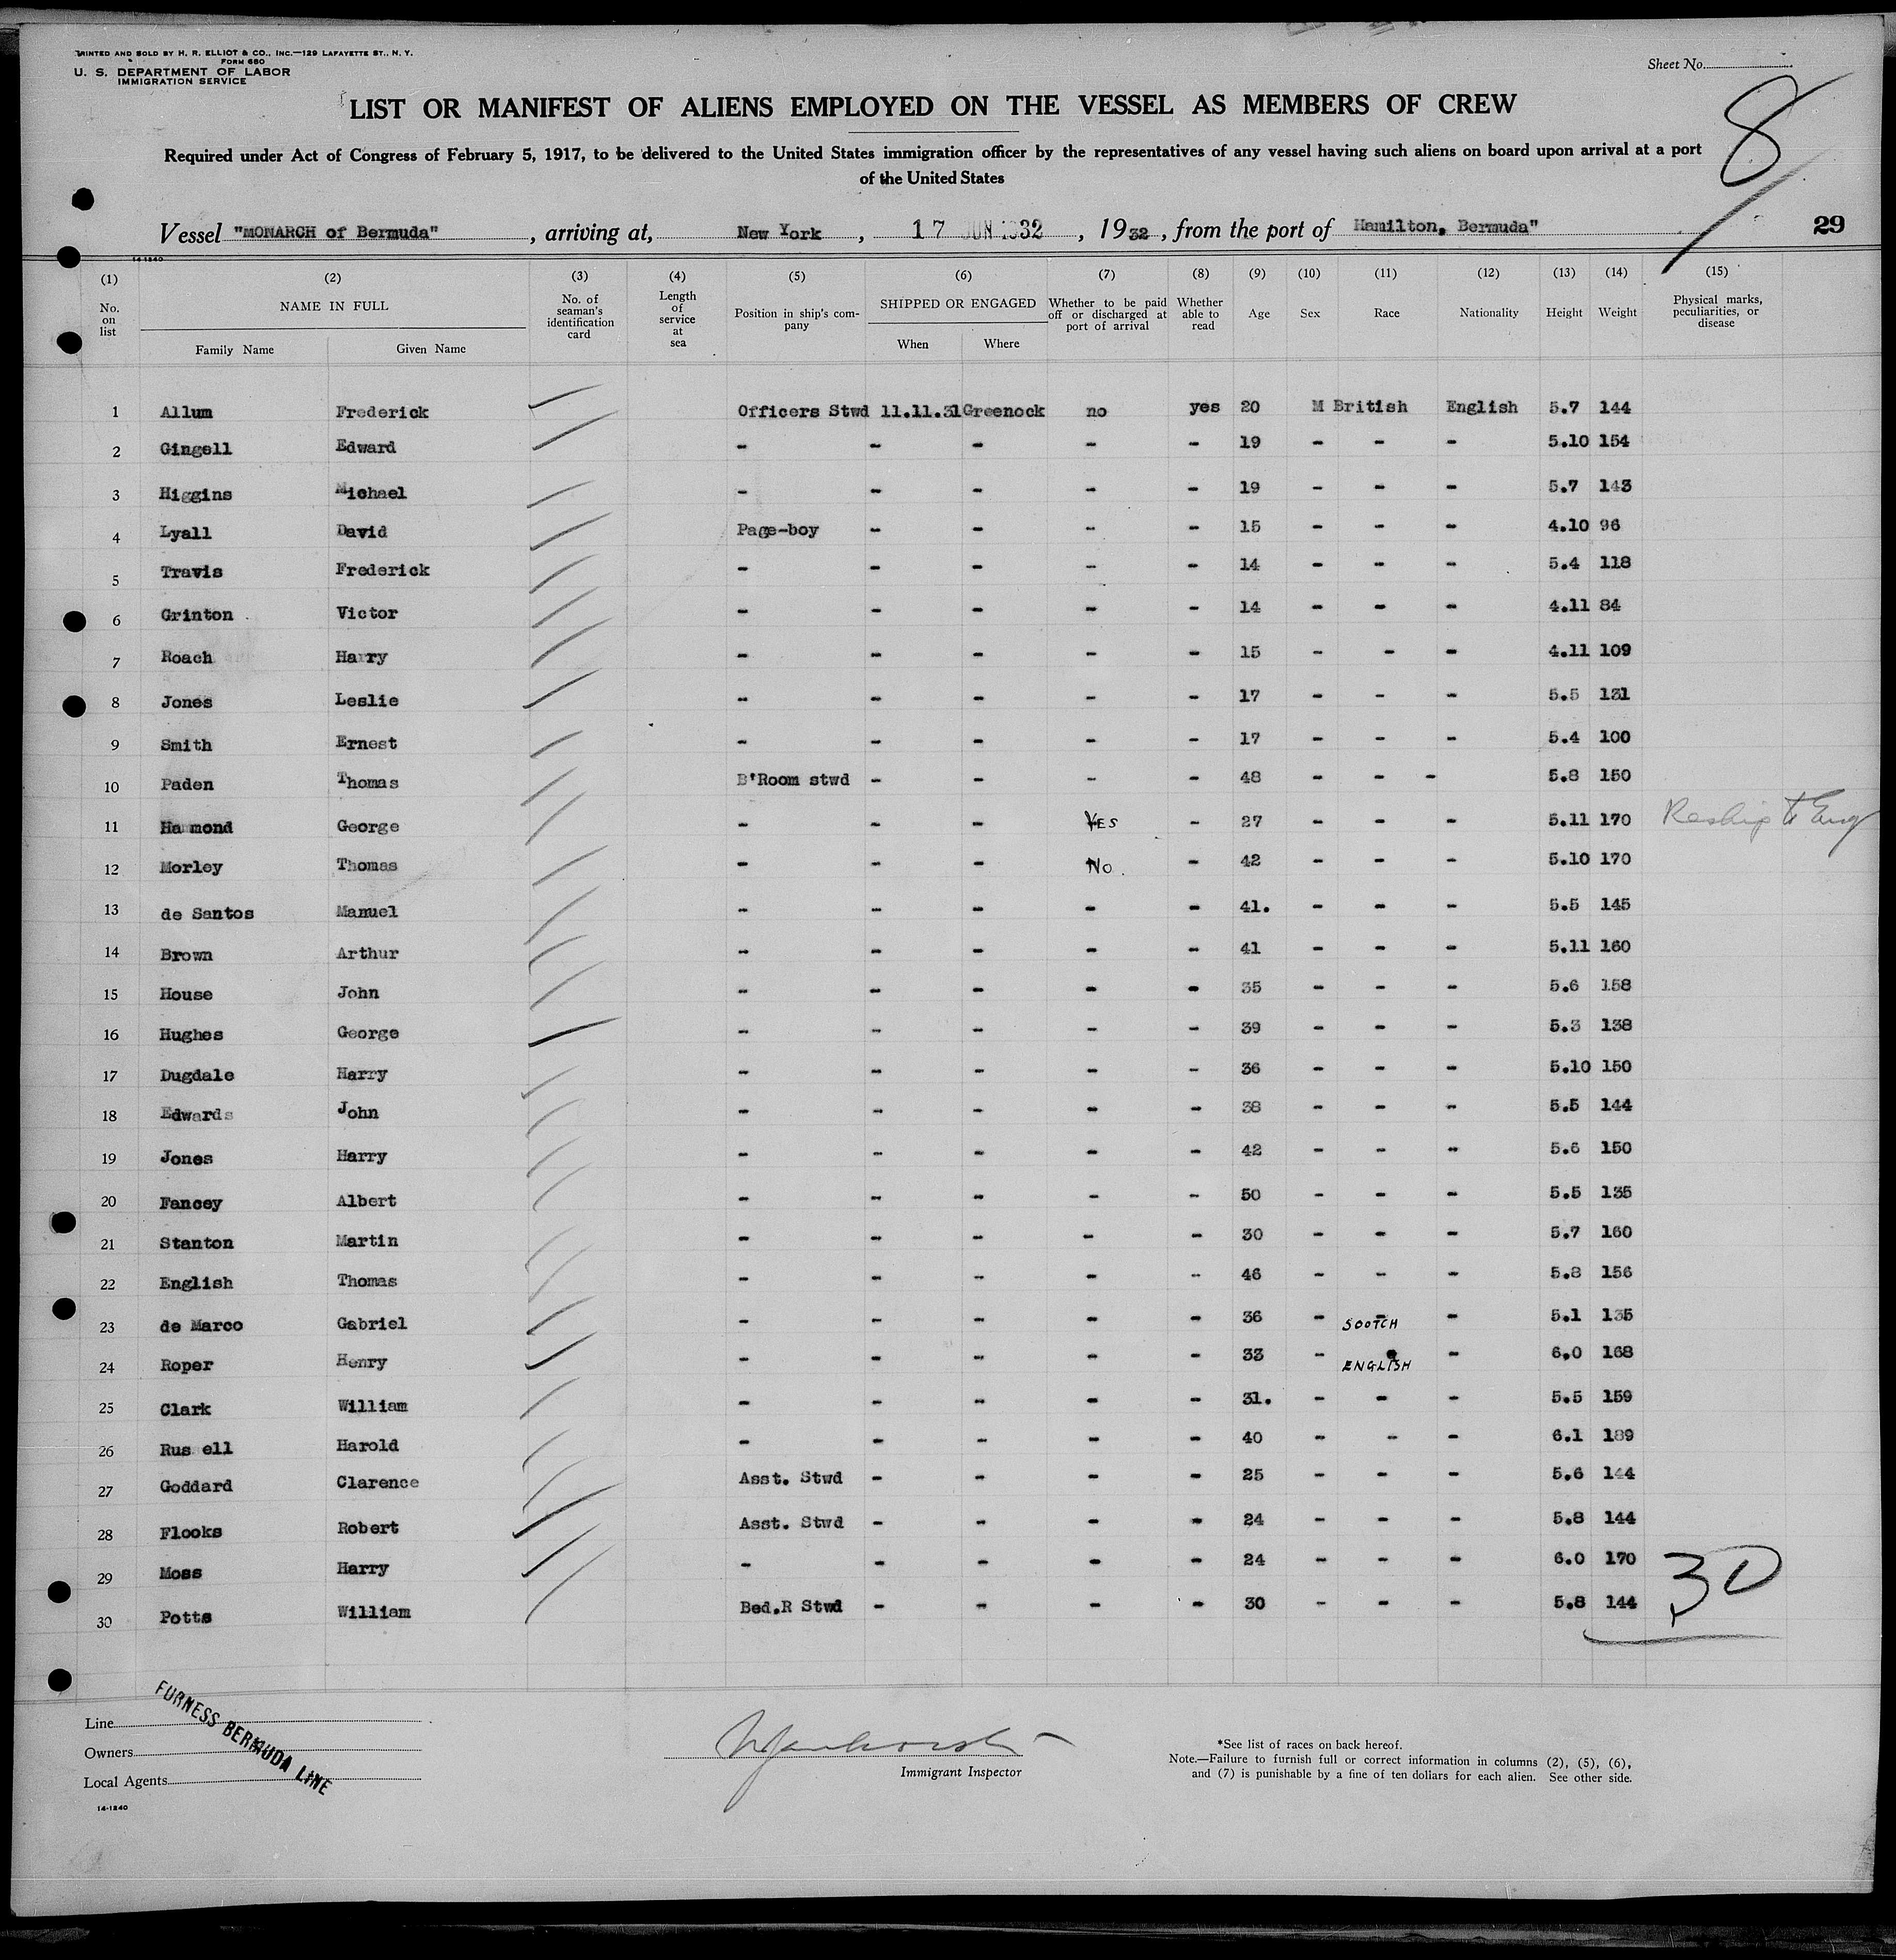 PRINTED AND SOLD BY H. R. ELLIOT & CO., INC.—129 LAFAYETTE ST., N. Y.
FORM 680
U. S. DEPARTMENT OF LABOR
IMMIGRATION SERVICE
Sheet No.
8
LIST OR MANIFEST OF ALIENS EMPLOYED ON THE VESSEL AS MEMBERS OF CREW
Required under Act of Congress of February 5, 1917, to be delivered to the United States immigration officer by the representatives of any vessel having such aliens on board upon arrival at a port
of the United States
Vessel "MONARCH of Bermuda" , arriving at, New York , 17 JUN 1932 , 1932 , from the port of Hamilton, Bermuda" 29
14-1240
(1) (2) (3) (4) (5) (6) (7) (8) (9) (10) (11) (12) (13) (14) (15)
No. on list NAME IN FULL Family Name Given Name No. of seaman's identification card Length of service at sea Position in ship's company SHIPPED OR ENGAGED When Where Whether to be paid off or discharged at port of arrival Whether able to read Age Sex Race Nationality Height Weight Physical marks, peculiarities, or disease
1 Allum Frederick Officers Stwd 11.11.31 Greenock no yes 20 M British English 5.7 144
2 Gingell Edward - - - - - 19 - - - 5.10 154
3 Higgins Michael - - - - - 19 - - - 5.7 143
4 Lyall David Page-boy - - - - 15 - - - 4.10 96
5 Travis Frederick - - - - - 14 - - - 5.4 118
6 Grinton Victor - - - - - 14 - - - 4.11 84
7 Roach Harry - - - - - 15 - - - 4.11 109
8 Jones Leslie - - - - - 17 - - - 5.5 131
9 Smith Ernest - - - - - 17 - - - 5.4 100
10 Paden Thomas B'Room stwd - - - - 48 - - - 5.8 150
11 Hammond George - - - YES - 27 - - - 5.11 170 Reship to Eng
12 Morley Thomas - - - No. - 42 - - - 5.10 170
13 de Santos Manuel - - - - - 41. - - - 5.5 145
14 Brown Arthur - - - - - 41 - - - 5.11 160
15 House John - - - - - 35 - - - 5.6 158
16 Hughes George - - - - - 39 - - - 5.3 138
17 Dugdale Harry - - - - - 36 - - - 5.10 150
18 Edwards John - - - - - 38 - - - 5.5 144
19 Jones Harry - - - - - 42 - - - 5.6 150
20 Fancey Albert - - - - - 50 - - - 5.5 135
21 Stanton Martin - - - - - 30 - - - 5.7 160
22 English Thomas - - - - - 46 - - - 5.8 156
23 de Marco Gabriel - - - - - 36 - SCOTCH - 5.1 135
24 Roper Henry - - - - - 33 - ENGLISH - 6.0 168
25 Clark William - - - - - 31. - - - 5.5 159
26 Rus ell Harold - - - - - 40 - - - 6.1 189
27 Goddard Clarence Asst. Stwd - - - - 25 - - - 5.6 144
28 Flooks Robert Asst. Stwd - - - - 24 - - - 5.8 144
29 Moss Harry - - - - - 24 - - - 6.0 170
30 Potts William Bed.R Stwd - - - - 30 - - - 5.8 144
30
Line
Owners
Local Agents
FURNESS BERMUDA LINE
14-1240
Immigrant Inspector
*See list of races on back hereof.
Note.—Failure to furnish full or correct information in columns (2), (5), (6),
and (7) is punishable by a fine of ten dollars for each alien. See other side.